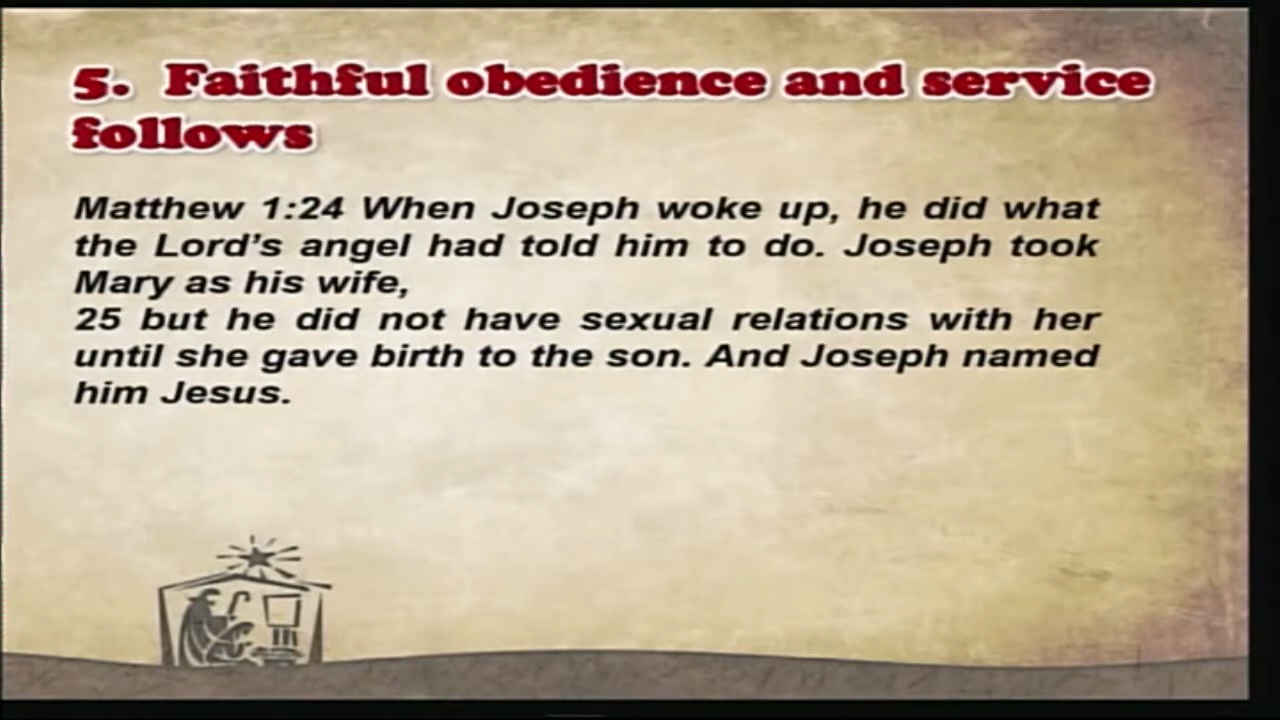 5. Faithful obedience and service
follows
Matthew 1:24 When Joseph woke up, he did what
the Lord's angel had told him to do. Joseph took
Mary as his wife,
25 but he did not have sexual relations with her
until she gave birth to the son. And Joseph named
him Jesus.